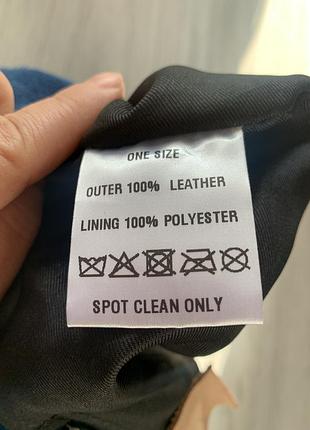 ONE SIZE
OUTER 100% LEATHER
LINING 100% POLYESTER
SPOT CLEAN ONLY